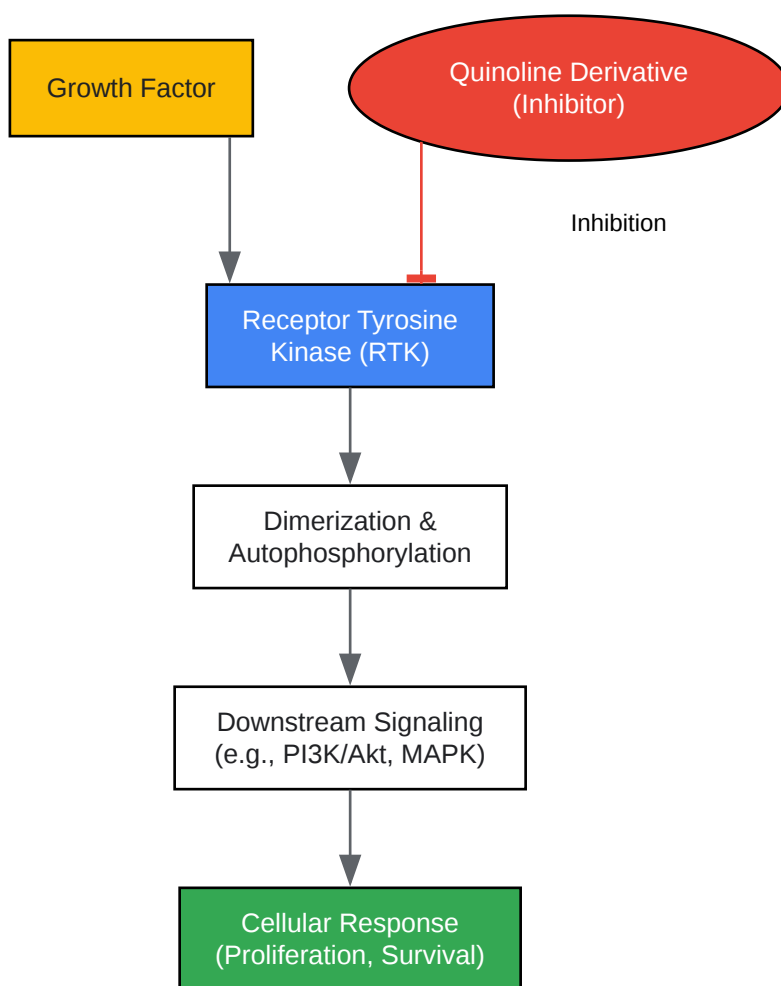 Growth Factor
Quinoline Derivative
(Inhibitor)
Inhibition
Receptor Tyrosine
Kinase (RTK)
Dimerization &
Autophosphorylation
Downstream Signaling
(e.g., PI3K/Akt, MAPK)
Cellular Response
(Proliferation, Survival)